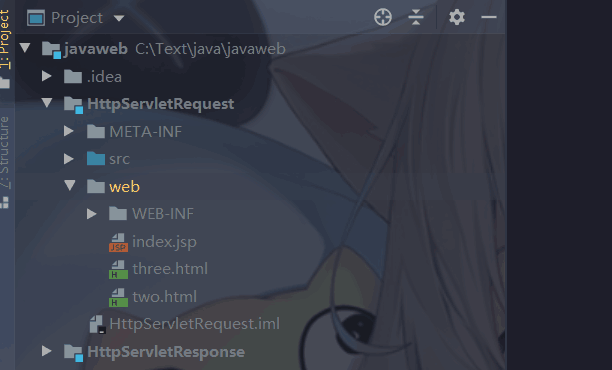 Project
1: Project
javaweb C:\Text\java\javaweb
.idea
HttpServletRequest
META-INF
src
7: Structure
web
WEB-INF
index.jsp
three.html
two.html
HttpServletRequest.iml
HttpServletResponse